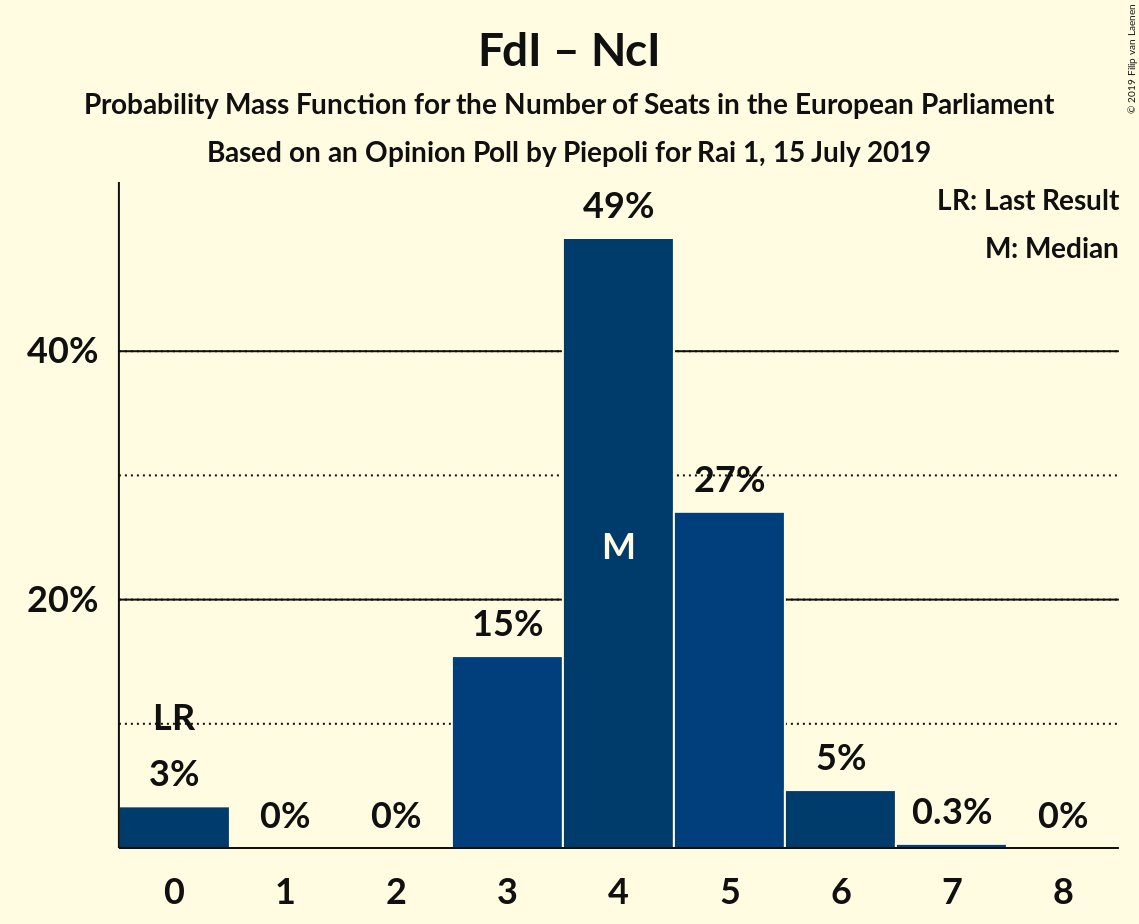 FdI – NcI
Probability Mass Function for the Number of Seats in the European Parliament
Based on an Opinion Poll by Piepoli for Rai 1, 15 July 2019
© 2019 Filip van Laenen
LR: Last Result
M: Median
49%
40%
27%
M
20%
15%
LR
3%
0%
0%
5%
0.3%
0%
0 1 2 3 4 5 6 7 8